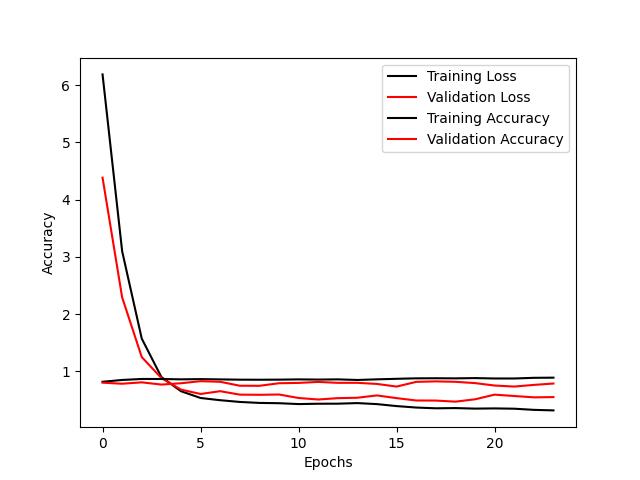 Training Loss
Validation Loss
Training Accuracy
Validation Accuracy
6
5
4
3
2
1
Accuracy
0
5
10
15
20
Epochs